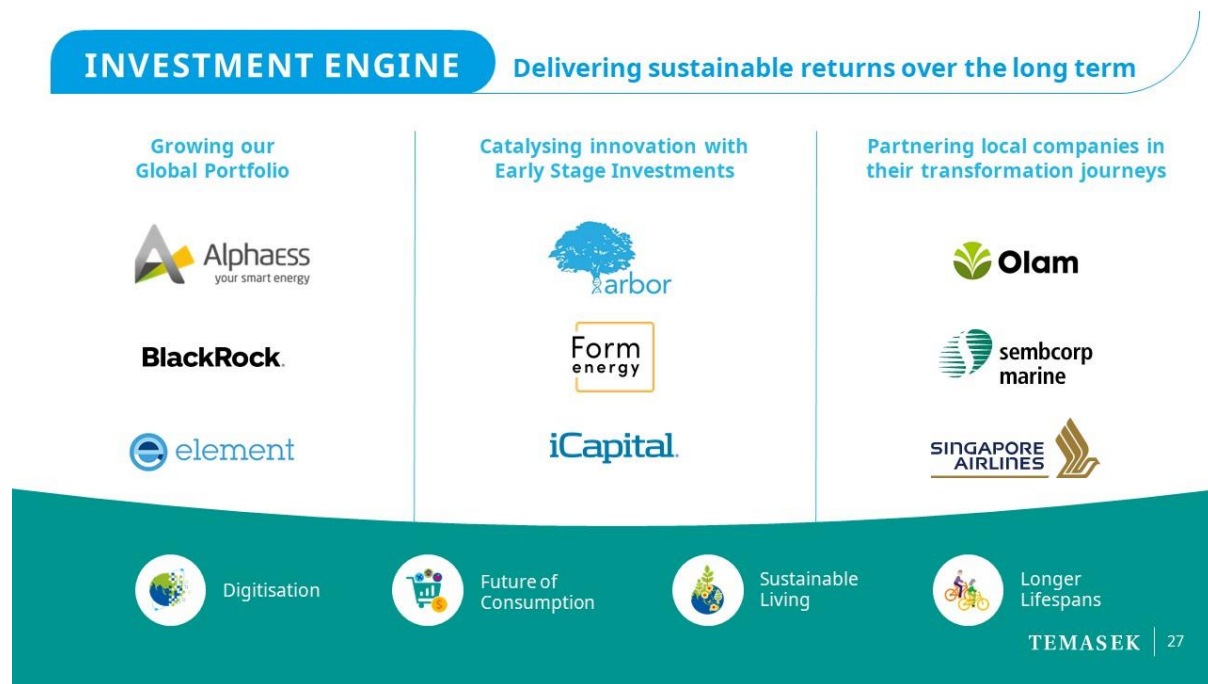 INVESTMENT ENGINE
Delivering sustainable returns over the long term
Growing our
Global Portfolio
AlphaESS
your smart energy
BlackRock.
element
Catalysing innovation with
Early Stage Investments
arbor
Form
energy
iCapital.
Partnering local companies in
their transformation journeys
Olam
sembcorp
marine
SINGAPORE
AIRLINES
Digitisation
Future of
Consumption
Sustainable
Living
Longer
Lifespans
TEMASEK
27